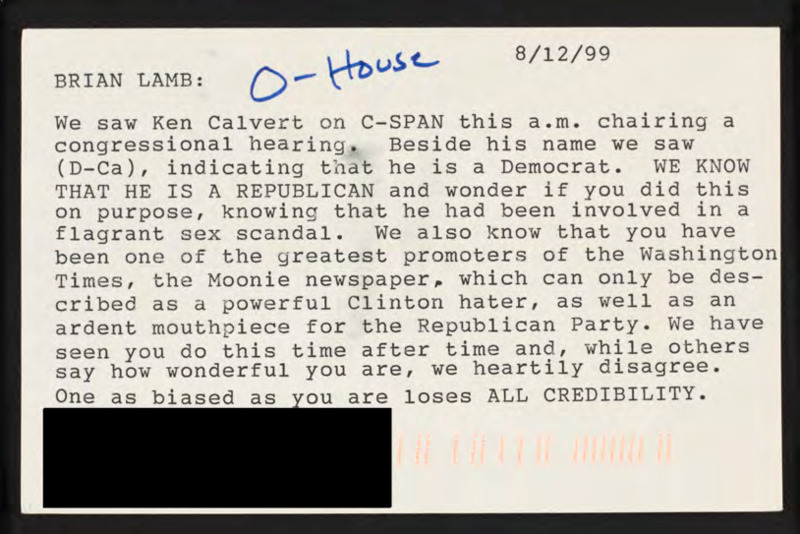 8/12/99
BRIAN LAMB: O-House
We saw Ken Calvert on C-SPAN this a.m. chairing a
congressional hearing. Beside his name we saw
(D-Ca), indicating that he is a Democrat. WE KNOW
THAT HE IS A REPUBLICAN and wonder if you did this
on purpose, knowing that he had been involved in a
flagrant sex scandal. We also know that you have
been one of the greatest promoters of the Washington
Times, the Moonie newspaper, which can only be des-
cribed as a powerful Clinton hater, as well as an
ardent mouthpiece for the Republican Party. We have
seen you do this time after time and, while others
say how wonderful you are, we heartily disagree.
One as biased as you are loses ALL CREDIBILITY.